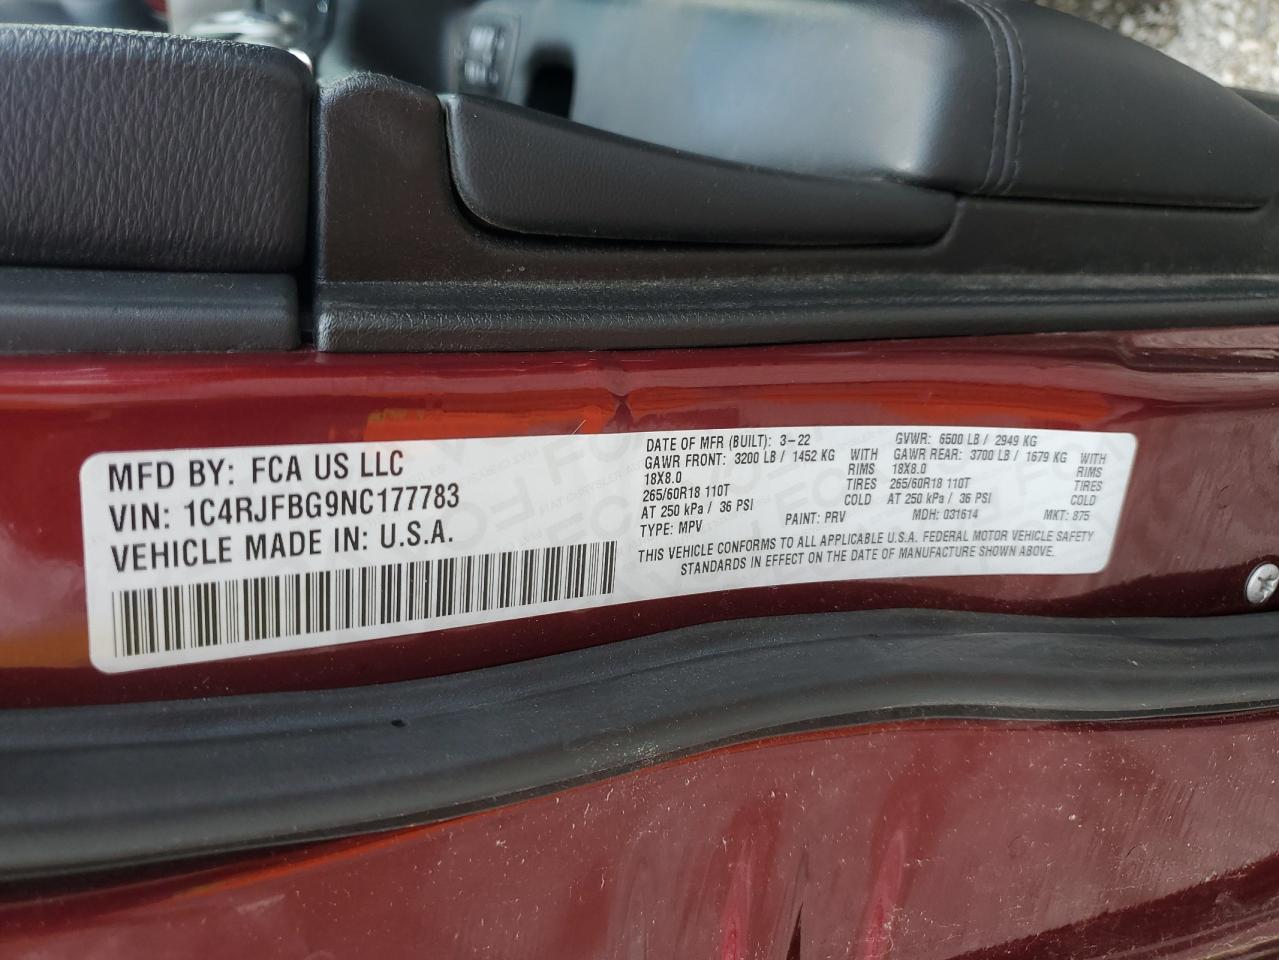 MFD BY: FCA US LLC
VIN: 1C4RJFBG9NC177783
VEHICLE MADE IN: U.S.A.
DATE OF MFR (BUILT): 3-22 GVWR: 6500 LB / 2949 KG
GAWR FRONT: 3200 LB / 1452 KG WITH GAWR REAR: 3700 LB / 1679 KG WITH
18X8.0 RIMS 18X8.0 RIMS
265/60R18 110T TIRES 265/60R18 110T TIRES
AT 250 kPa / 36 PSI COLD AT 250 kPa / 36 PSI COLD
TYPE: MPV PAINT: PRV MDH: 031614 MKT: 875
THIS VEHICLE CONFORMS TO ALL APPLICABLE U.S.A. FEDERAL MOTOR VEHICLE SAFETY
STANDARDS IN EFFECT ON THE DATE OF MANUFACTURE SHOWN ABOVE.